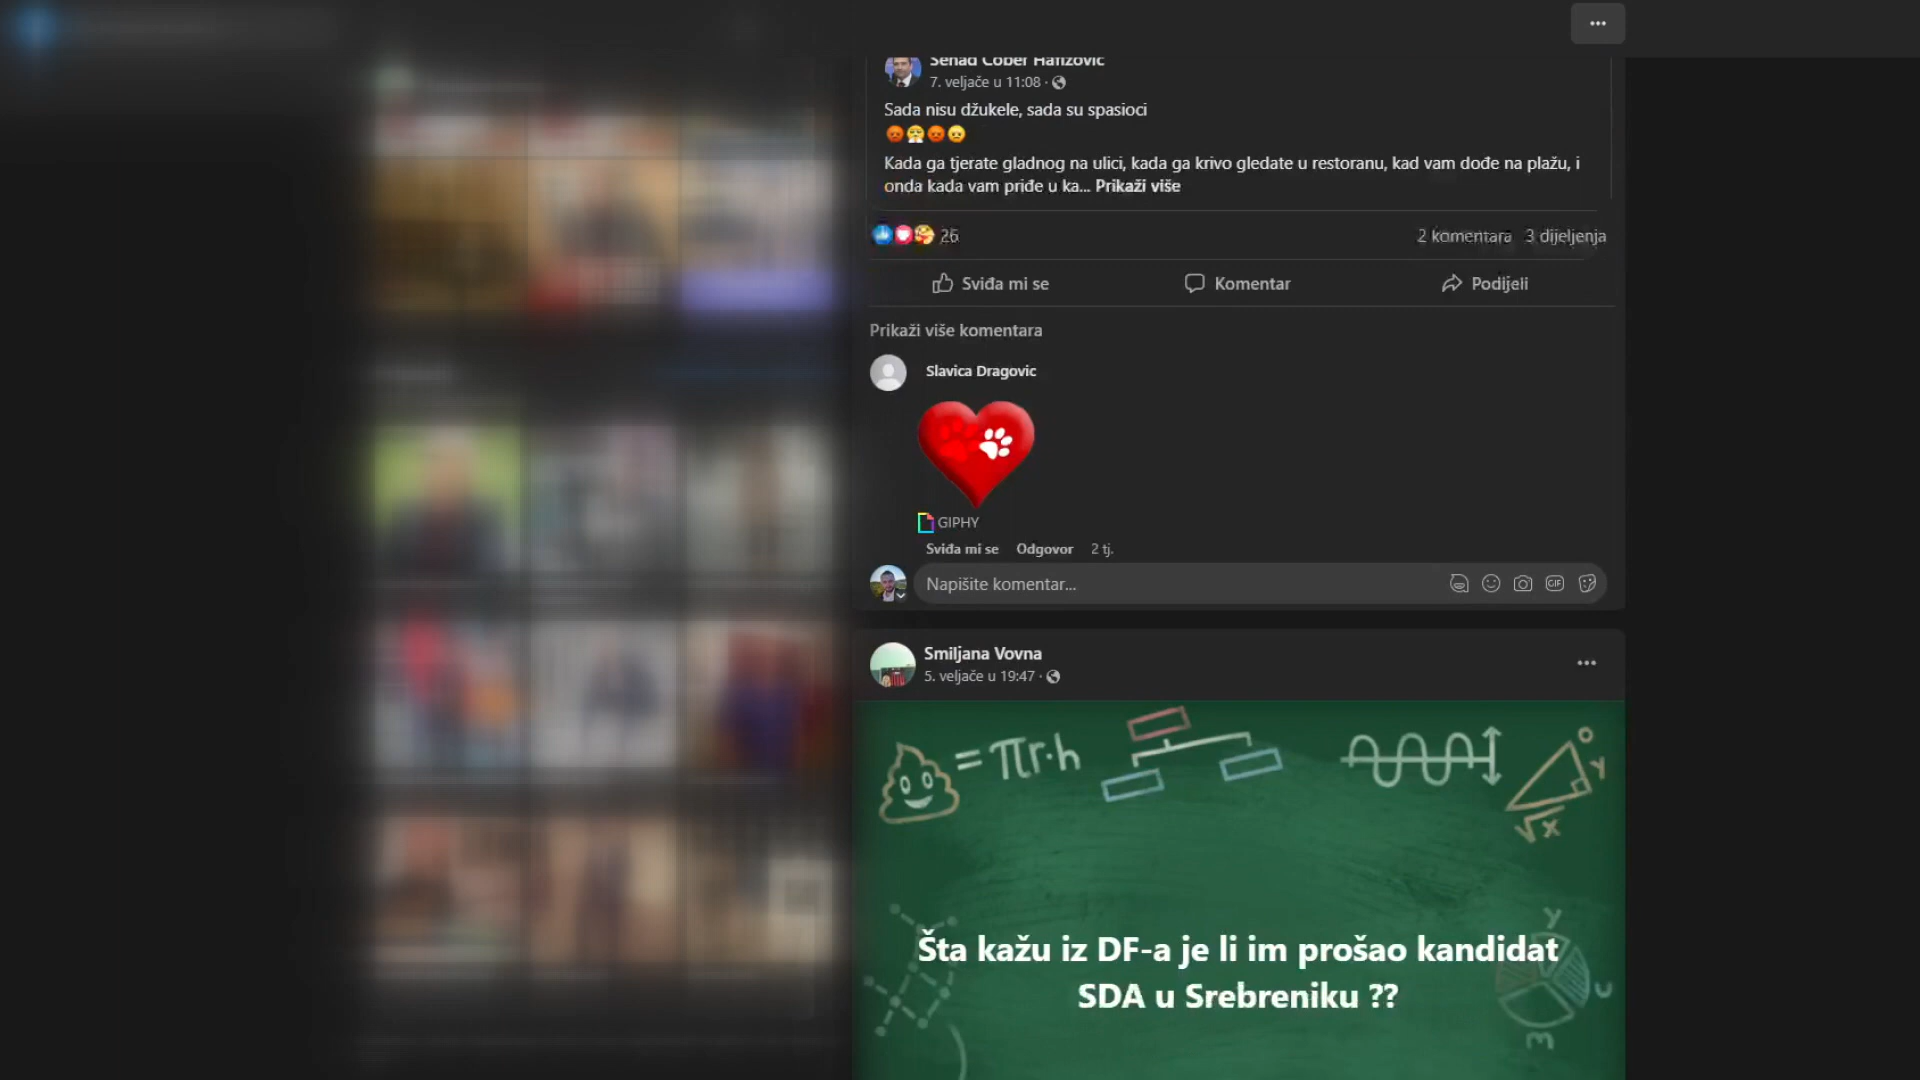 Senad Cober Hafizovic
7. veljače u 11:08 ·
Sada nisu džukele, sada su spasioci
Kada ga tjerate gladnog na ulici, kada ga krivo gledate u restoranu, kad vam dođe na plažu, i
onda kada vam priđe u ka... Prikaži više
26
2 komentara 3 dijeljenja
Sviđa mi se Komentar Podijeli
Prikaži više komentara
Slavica Dragovic
GIPHY
Sviđa mi se Odgovor 2 tj.
Napišite komentar...
GIF
Smiljana Vovna
5. veljače u 19:47 ·
= πr·h
Y
√x
Šta kažu iz DF-a je li im prošao kandidat
SDA u Srebreniku ??
Y
U
m